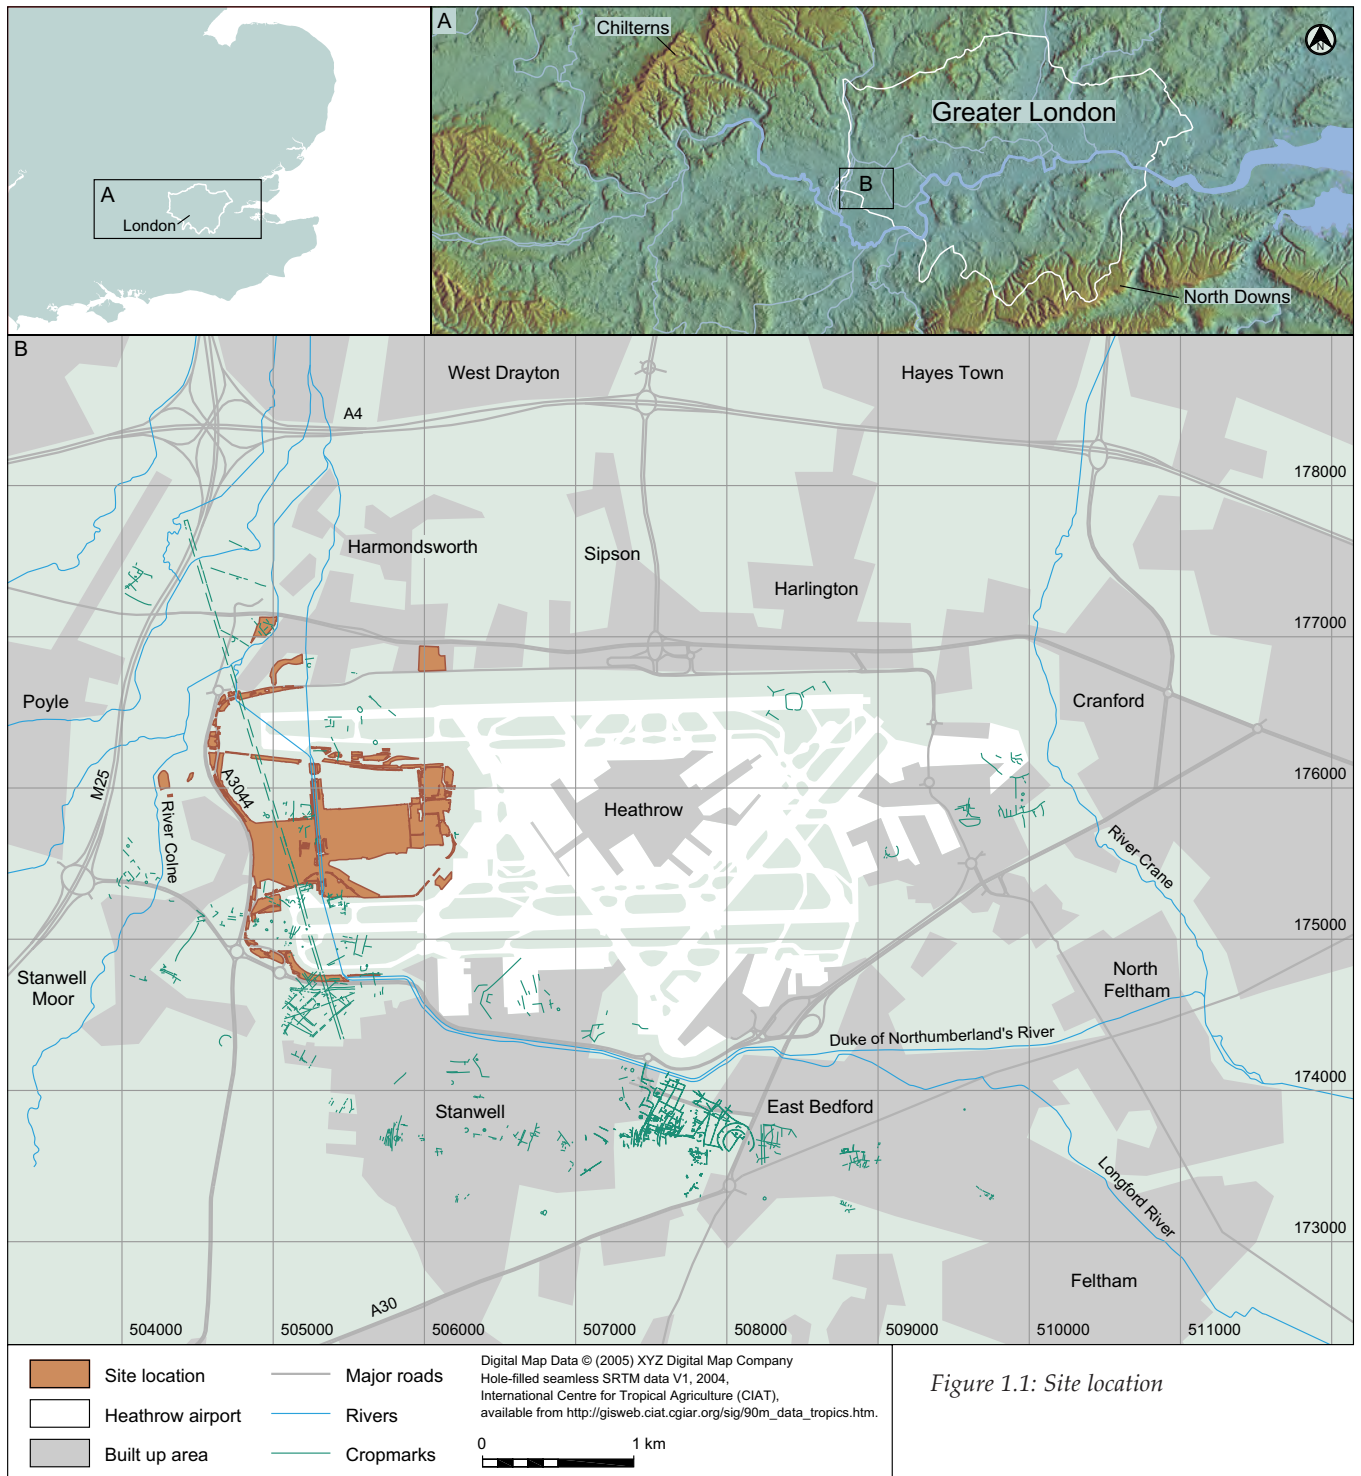 A
London
A
Chilterns
N
Greater London
B
North Downs
B
West Drayton
Hayes Town
A4
178000
Harmondsworth
Sipson
Harlington
177000
Poyle
Cranford
M25
A3044
176000
River Colne
Heathrow
River Crane
175000
Stanwell
Moor
North
Feltham
Duke of Northumberland's River
174000
Stanwell
East Bedford
Longford River
173000
Feltham
A30
504000
505000
506000
507000
508000
509000
510000
511000
Site location
Heathrow airport
Built up area
Major roads
Rivers
Cropmarks
Digital Map Data © (2005) XYZ Digital Map Company
Hole-filled seamless SRTM data V1, 2004,
International Centre for Tropical Agriculture (CIAT),
available from http://gisweb.ciat.cgiar.org/sig/90m_data_tropics.htm.
0
1 km
Figure 1.1: Site location